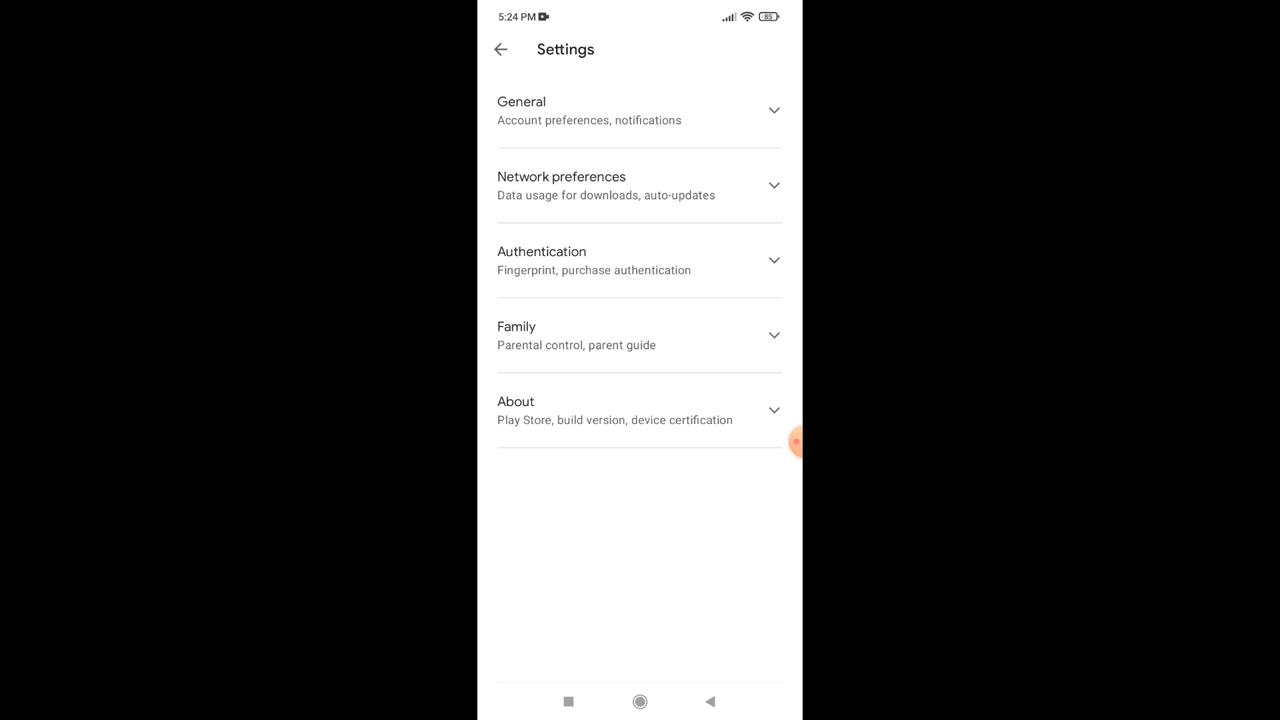 5:24 PM
85
Settings
General
Account preferences, notifications
Network preferences
Data usage for downloads, auto-updates
Authentication
Fingerprint, purchase authentication
Family
Parental control, parent guide
About
Play Store, build version, device certification